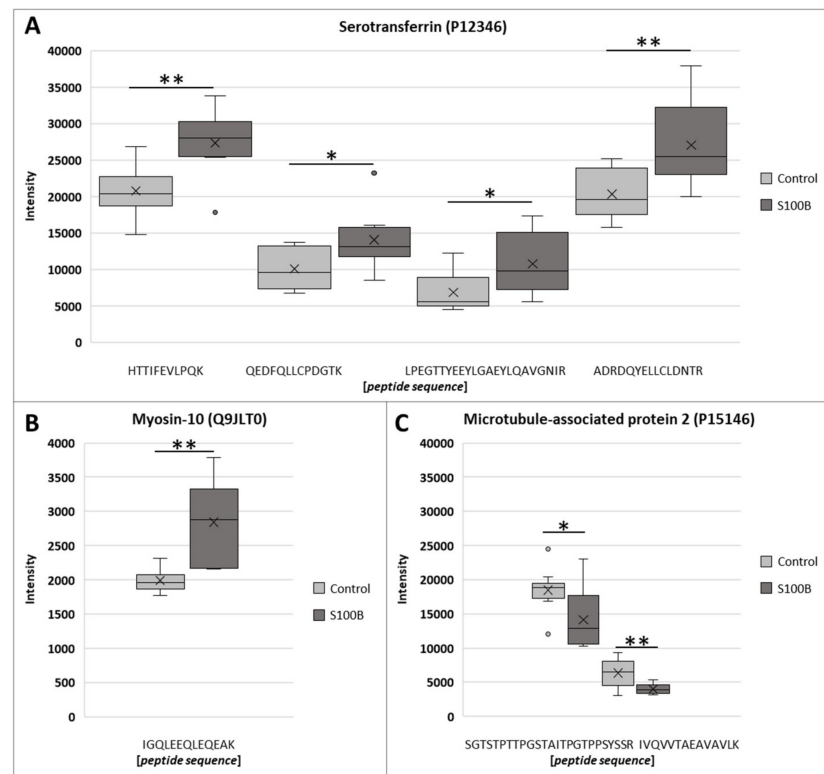 A
Serotransferrin (P12346)
40000
35000
30000
25000
20000
15000
10000
5000
0
Intensity
**
*
*
**
Control
S100B
HTTIFEVLPQK
QEDFQLLCPDGTK
LPEGTTYEEYLGAEYLQAVGNIR
ADRDQYELLCLDNTR
[peptide sequence]
B
Myosin-10 (Q9JLT0)
4000
3500
3000
2500
2000
1500
1000
500
0
Intensity
**
Control
S100B
IGQLEEQLEQEAK
[peptide sequence]
C
Microtubule-associated protein 2 (P15146)
40000
35000
30000
25000
20000
15000
10000
5000
0
Intensity
*
**
Control
S100B
SGTSTPTTPGSTAITPGTPPSYSSR
IVQVVTAEAVAVLK
[peptide sequence]